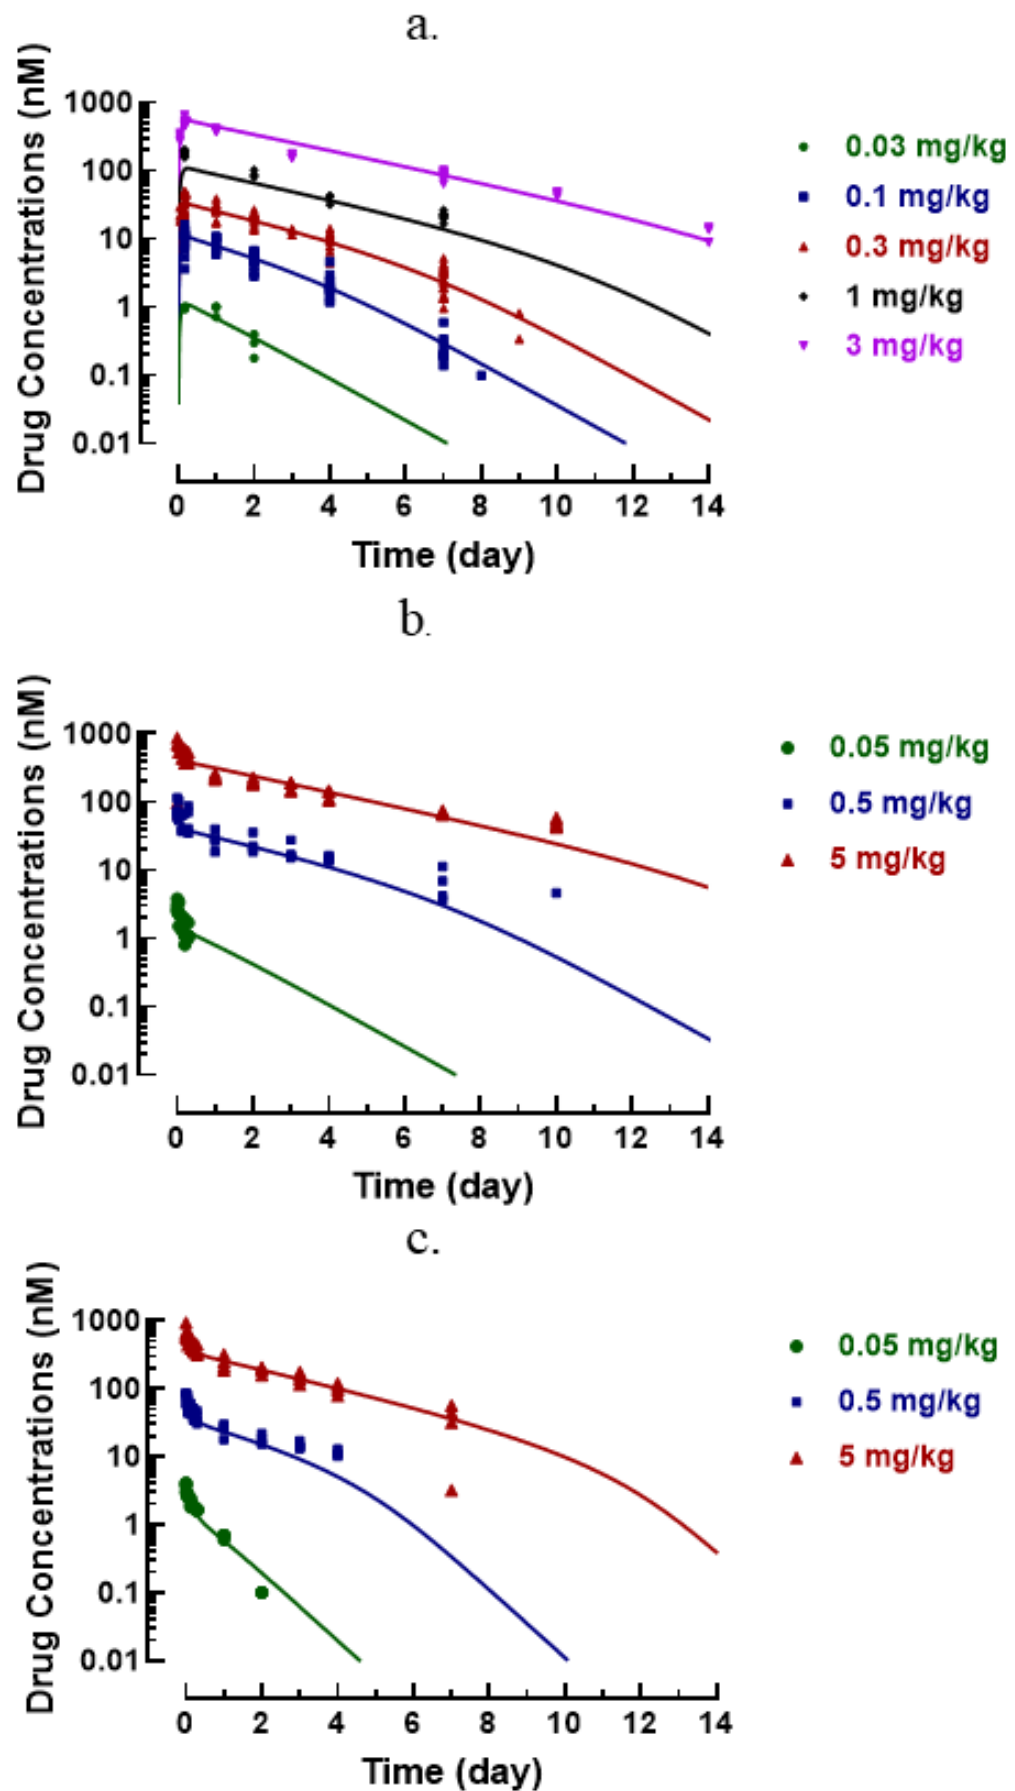 a.
Drug Concentrations (nM)
1000
100
10
1
0.1
0.01
0 2 4 6 8 10 12 14
Time (day)
0.03 mg/kg
0.1 mg/kg
0.3 mg/kg
1 mg/kg
3 mg/kg
b.
Drug Concentrations (nM)
1000
100
10
1
0.1
0.01
0 2 4 6 8 10 12 14
Time (day)
0.05 mg/kg
0.5 mg/kg
5 mg/kg
c.
Drug Concentrations (nM)
1000
100
10
1
0.1
0.01
0 2 4 6 8 10 12 14
Time (day)
0.05 mg/kg
0.5 mg/kg
5 mg/kg